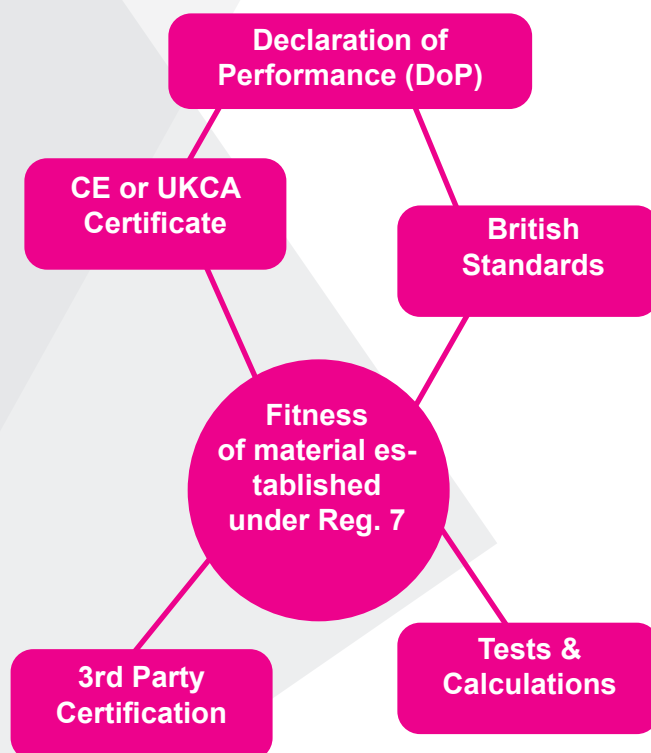 Declaration of
Performance (DoP)
CE or UKCA
Certificate
British
Standards
Fitness
of material es-
tablished
under Reg. 7
3rd Party
Certification
Tests &
Calculations